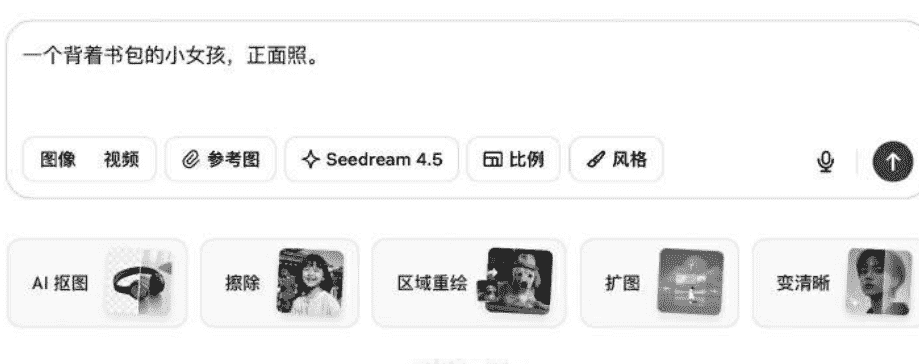 一个背着书包的小女孩，正面照。
图像 视频 参考图 Seedream 4.5 比例 风格
AI 抠图 擦除 区域重绘 扩图 变清晰